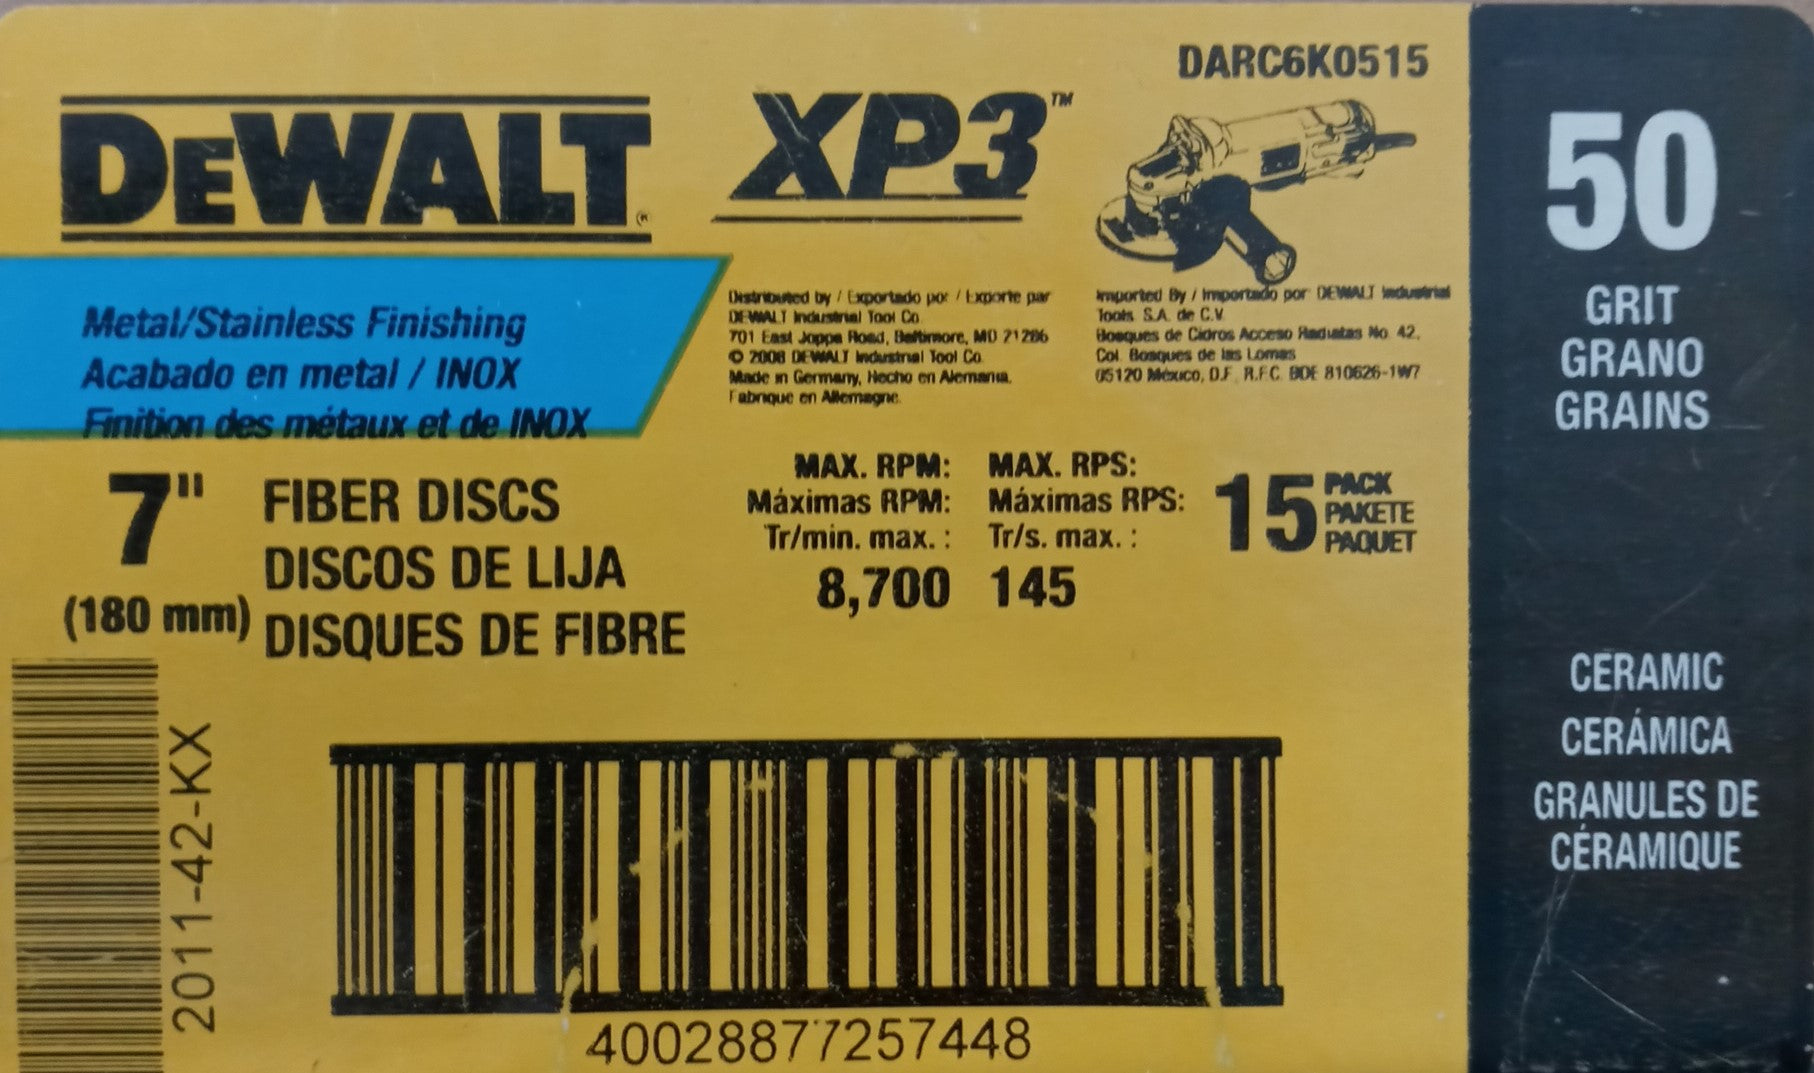 DEWALT®
XP3™
DARC6K0515
Metal/Stainless Finishing
Acabado en metal / INOX
Finition des métaux et de INOX
Distributed by / Exportado por / Exporte par
DEWALT Industrial Tool Co.
701 East Joppa Road, Baltimore, MD 21286
© 2008 DEWALT Industrial Tool Co.
Made in Germany, Hecho en Alemania,
Fabrique en Allemagne.
Imported By / Importado por DEWALT Industrial
Tools. S.A. de C.V.
Bosques de Cidros Acceso Radiatas No. 42,
Col. Bosques de las Lomas
05120 México, D.F. R.F.C. BDE 810626-1W7
7"
(180 mm)
FIBER DISCS
DISCOS DE LIJA
DISQUES DE FIBRE
MAX. RPM:
Máximas RPM:
Tr/min. max. :
8,700
MAX. RPS:
Máximas RPS:
Tr/s. max. :
145
15
PACK
PAKETE
PAQUET
2011-42-KX
40028877257448
50
GRIT
GRANO
GRAINS
CERAMIC
CERÁMICA
GRANULES DE
CÉRAMIQUE